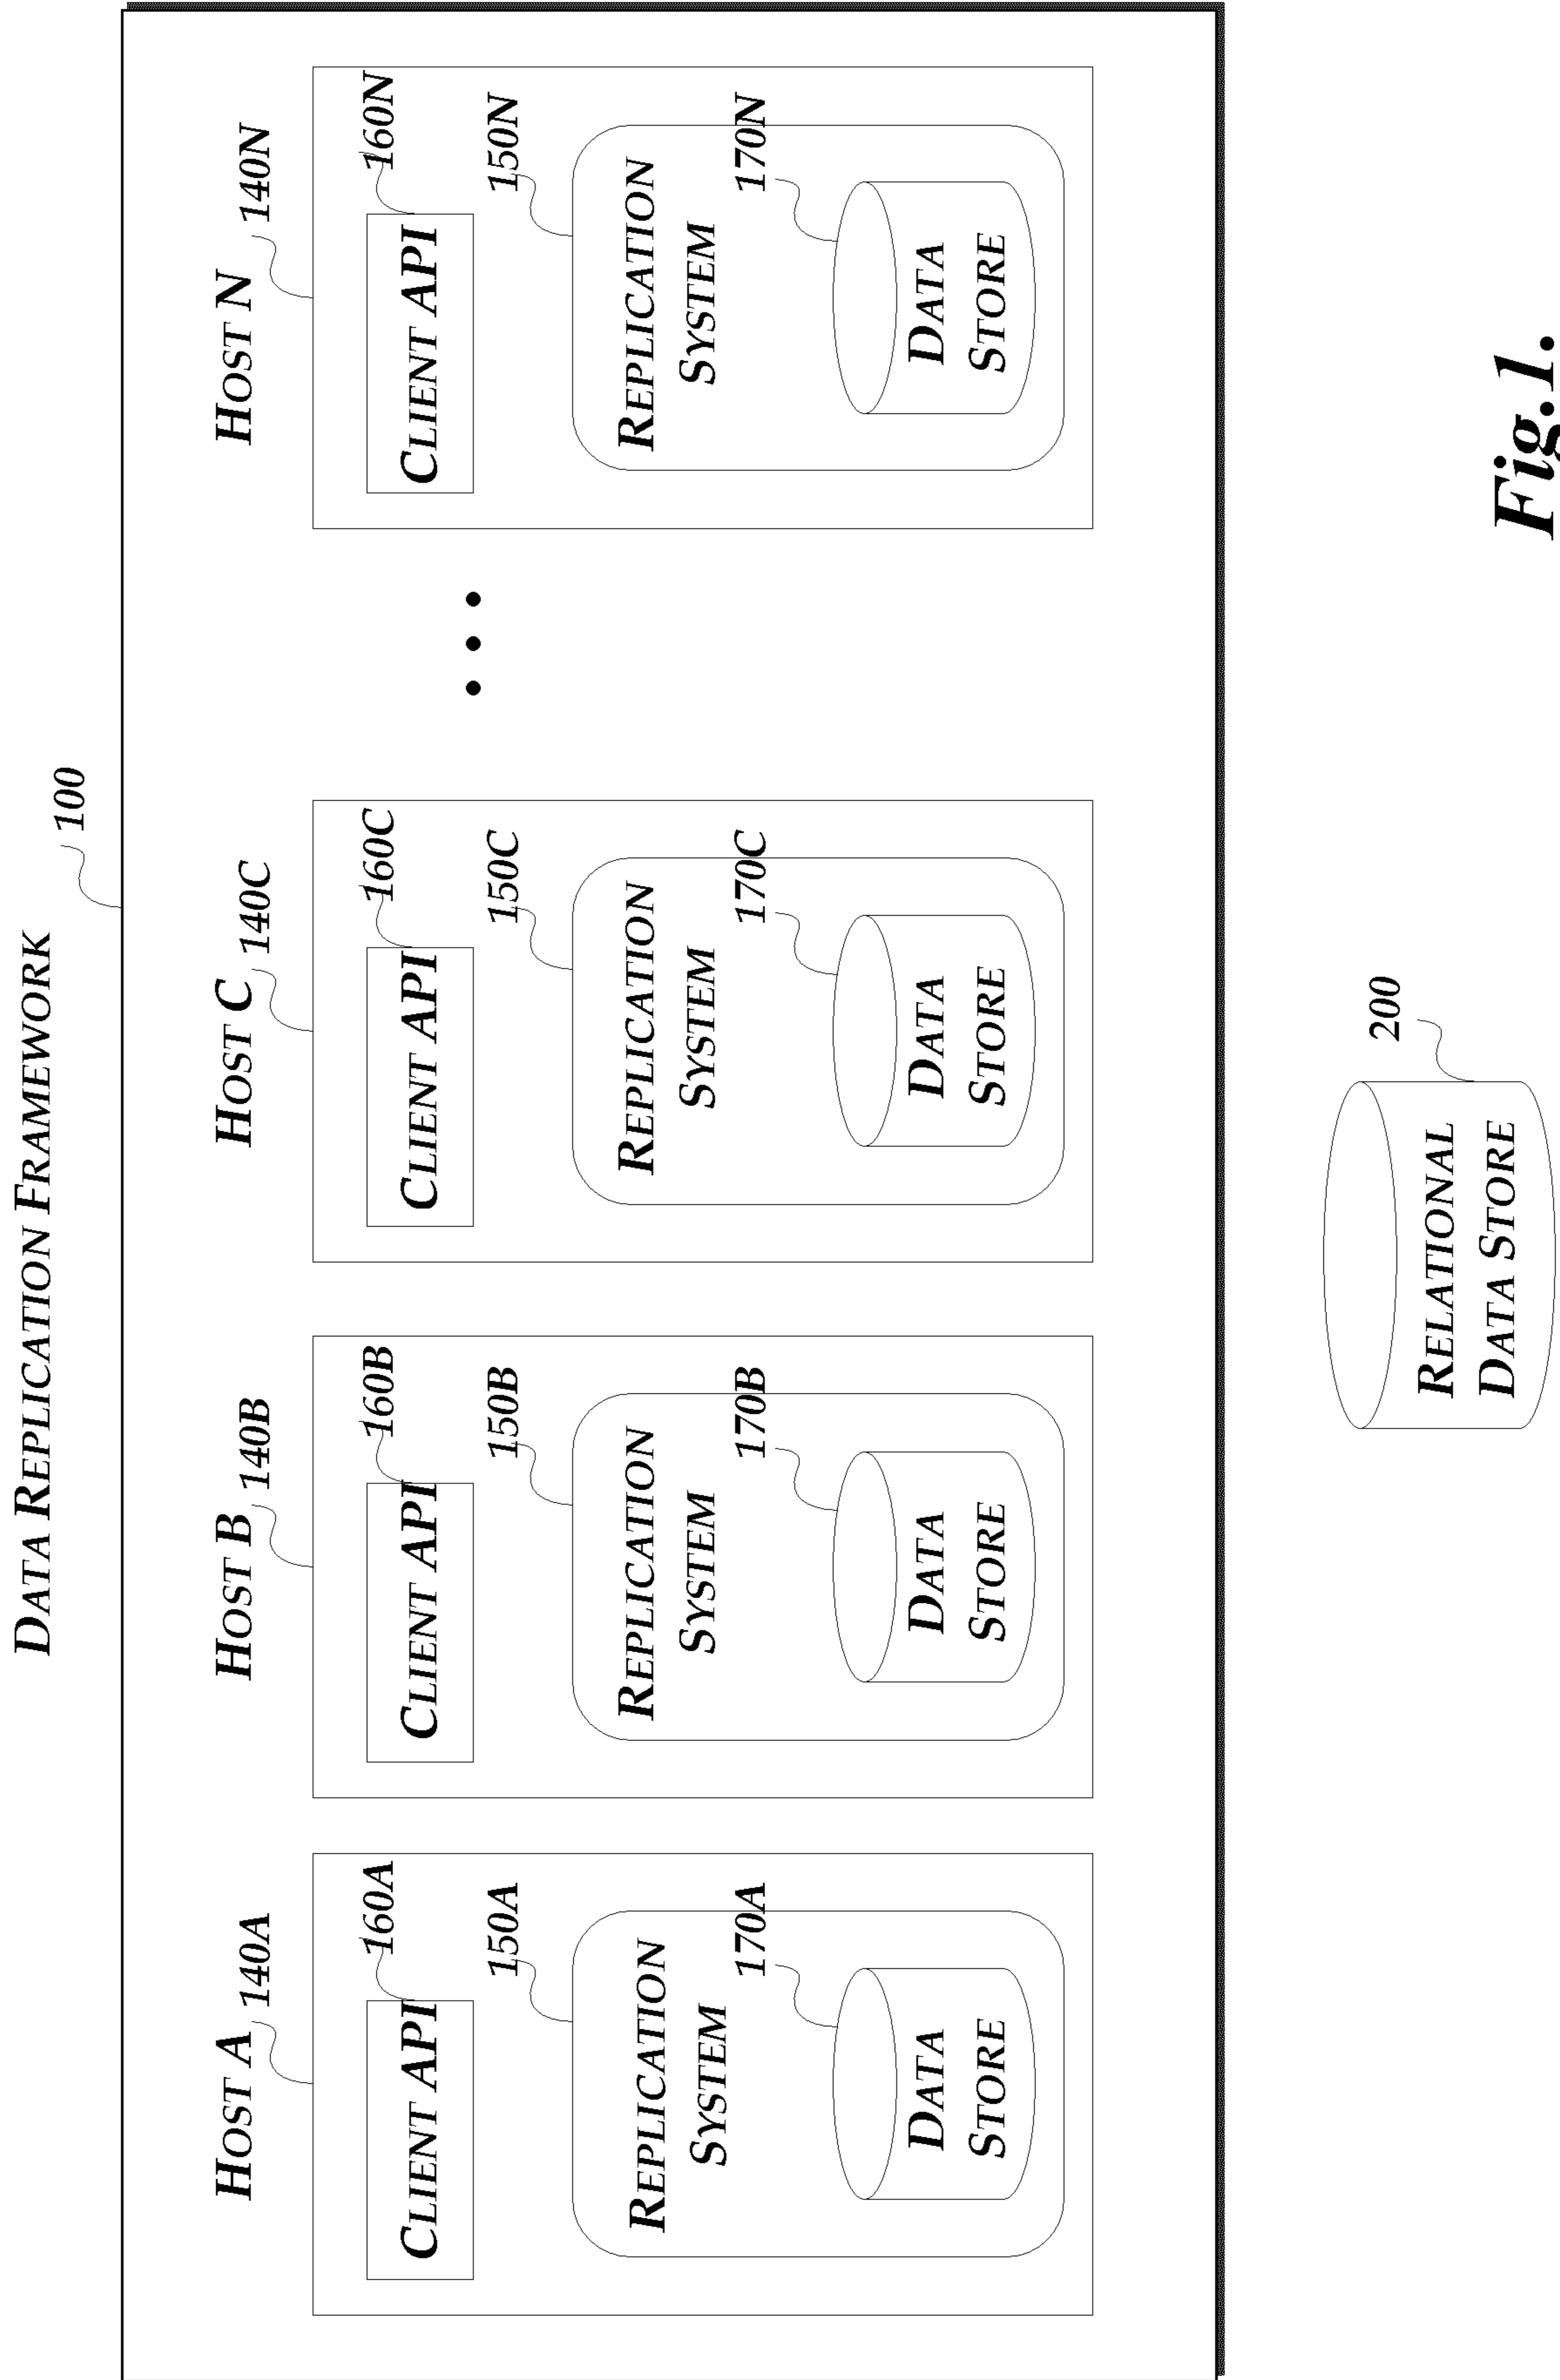 DATA REPLICATION FRAMEWORK
100
HOST A
140A
CLIENT API
160A
150A
REPLICATION
SYSTEM
170A
DATA
STORE
HOST B
140B
CLIENT API
160B
150B
REPLICATION
SYSTEM
170B
DATA
STORE
HOST C
140C
CLIENT API
160C
150C
REPLICATION
SYSTEM
170C
DATA
STORE
HOST N
140N
CLIENT API
160N
150N
REPLICATION
SYSTEM
170N
DATA
STORE
200
RELATIONAL
DATA STORE
Fig.1.